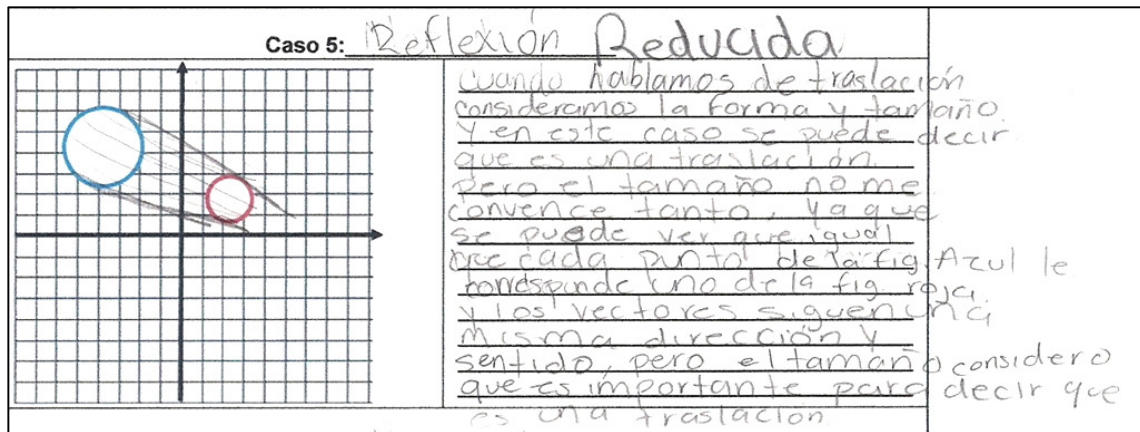 Caso 5: Reflexión Reducida
cuando hablamos de traslación
consideramos la forma y tamaño.
Y en este caso se puede decir
que es una traslación.
Pero el tamaño no me
convence tanto, ya que
se puede ver que igual
que cada punto de la fig. Azul le
corresponde uno de la fig. roja
y los vectores siguen una
misma dirección y
sentido, pero el tamaño considero
que es importante para decir que
es una traslación